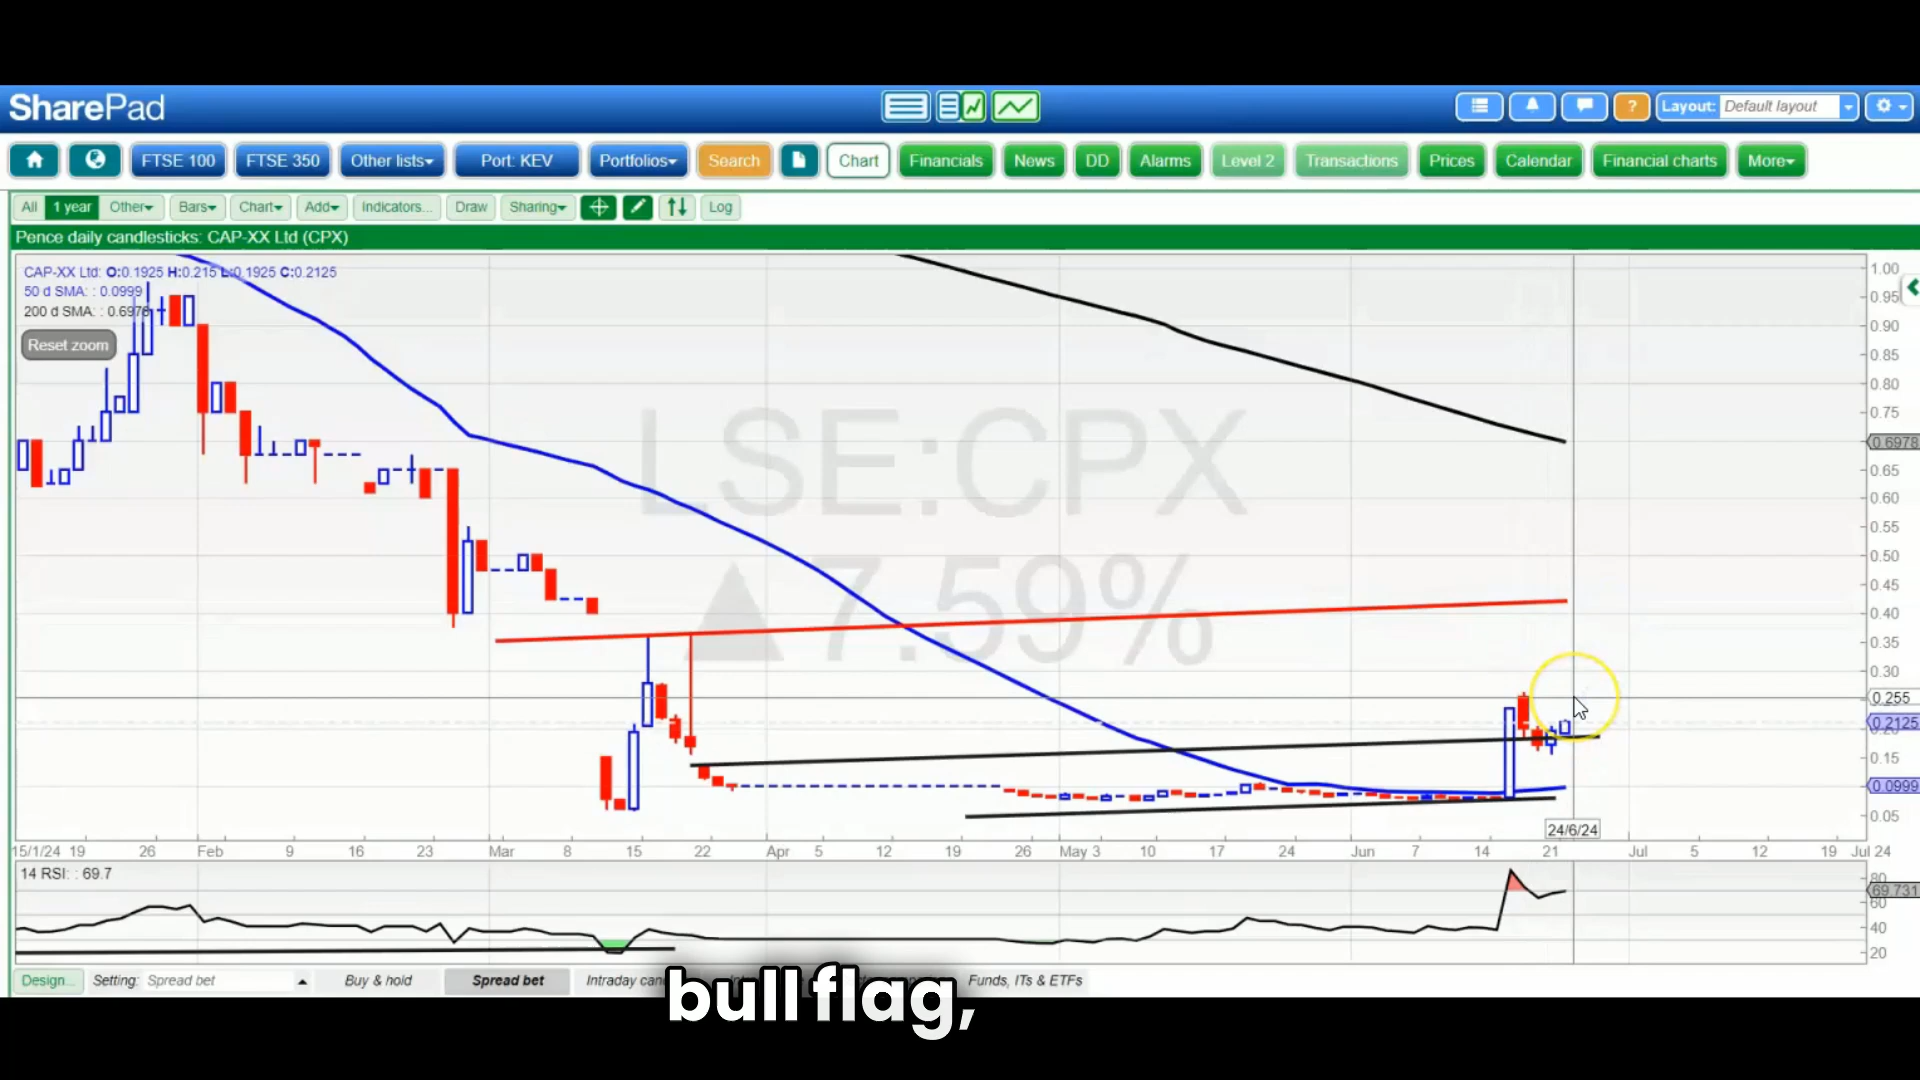 SharePad
? Layout: Default layout
FTSE 100 FTSE 350 Other lists Port: KEV Portfolios Search Chart Financials News DD Alarms Level 2 Transactions Prices Calendar Financial charts More
All 1 year Other Bars Chart Add Indicators... Draw Sharing Log
Pence daily candlesticks: CAP-XX Ltd (CPX)
CAP-XX Ltd: O:0.1925 H:0.215 L:0.1925 C:0.2125
50 d SMA: : 0.0999
200 d SMA: : 0.6978
Reset zoom
LSE:CPX
▲7.59%
1.00
0.95
0.90
0.85
0.80
0.75
0.6978
0.65
0.60
0.55
0.50
0.45
0.40
0.35
0.30
0.255
0.2125
0.15
0.0999
0.05
24/6/24
15/1/24 19 26 Feb 9 16 23 Mar 8 15 22 Apr 5 12 19 26 May 3 10 17 24 Jun 7 14 21 Jul 5 12 19 Jul 24
14 RSI: : 69.7
80
69.731
60
40
20
Design... Setting: Spread bet Buy & hold Spread bet Intraday Funds, ITs & ETFs
bull flag,